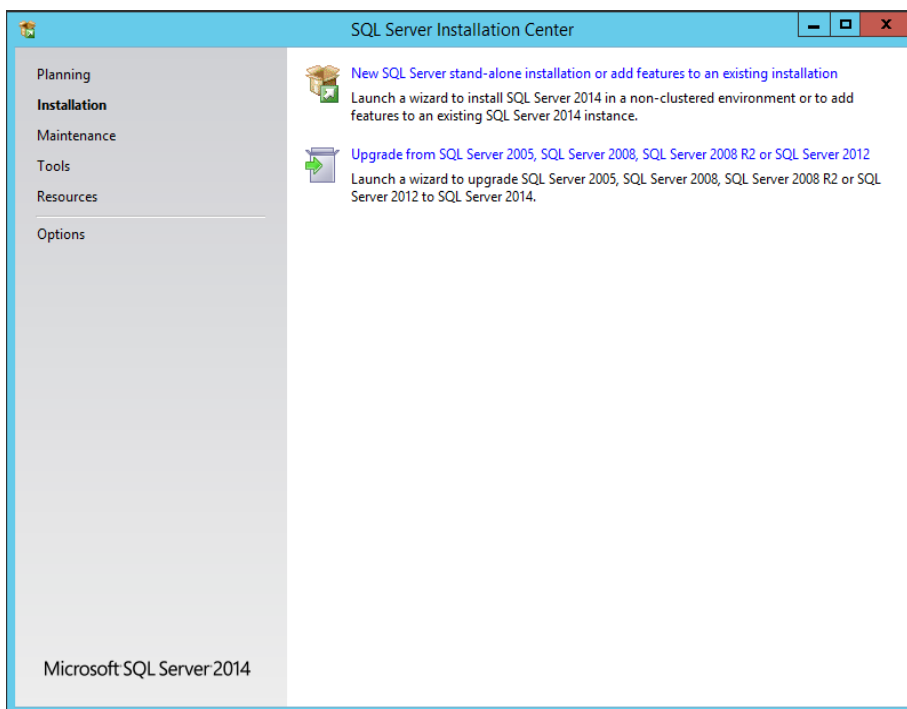 SQL Server Installation Center
Planning
Installation
Maintenance
Tools
Resources
Options
New SQL Server stand-alone installation or add features to an existing installation
Launch a wizard to install SQL Server 2014 in a non-clustered environment or to add
features to an existing SQL Server 2014 instance.
Upgrade from SQL Server 2005, SQL Server 2008, SQL Server 2008 R2 or SQL Server 2012
Launch a wizard to upgrade SQL Server 2005, SQL Server 2008, SQL Server 2008 R2 or SQL
Server 2012 to SQL Server 2014.
Microsoft SQL Server 2014